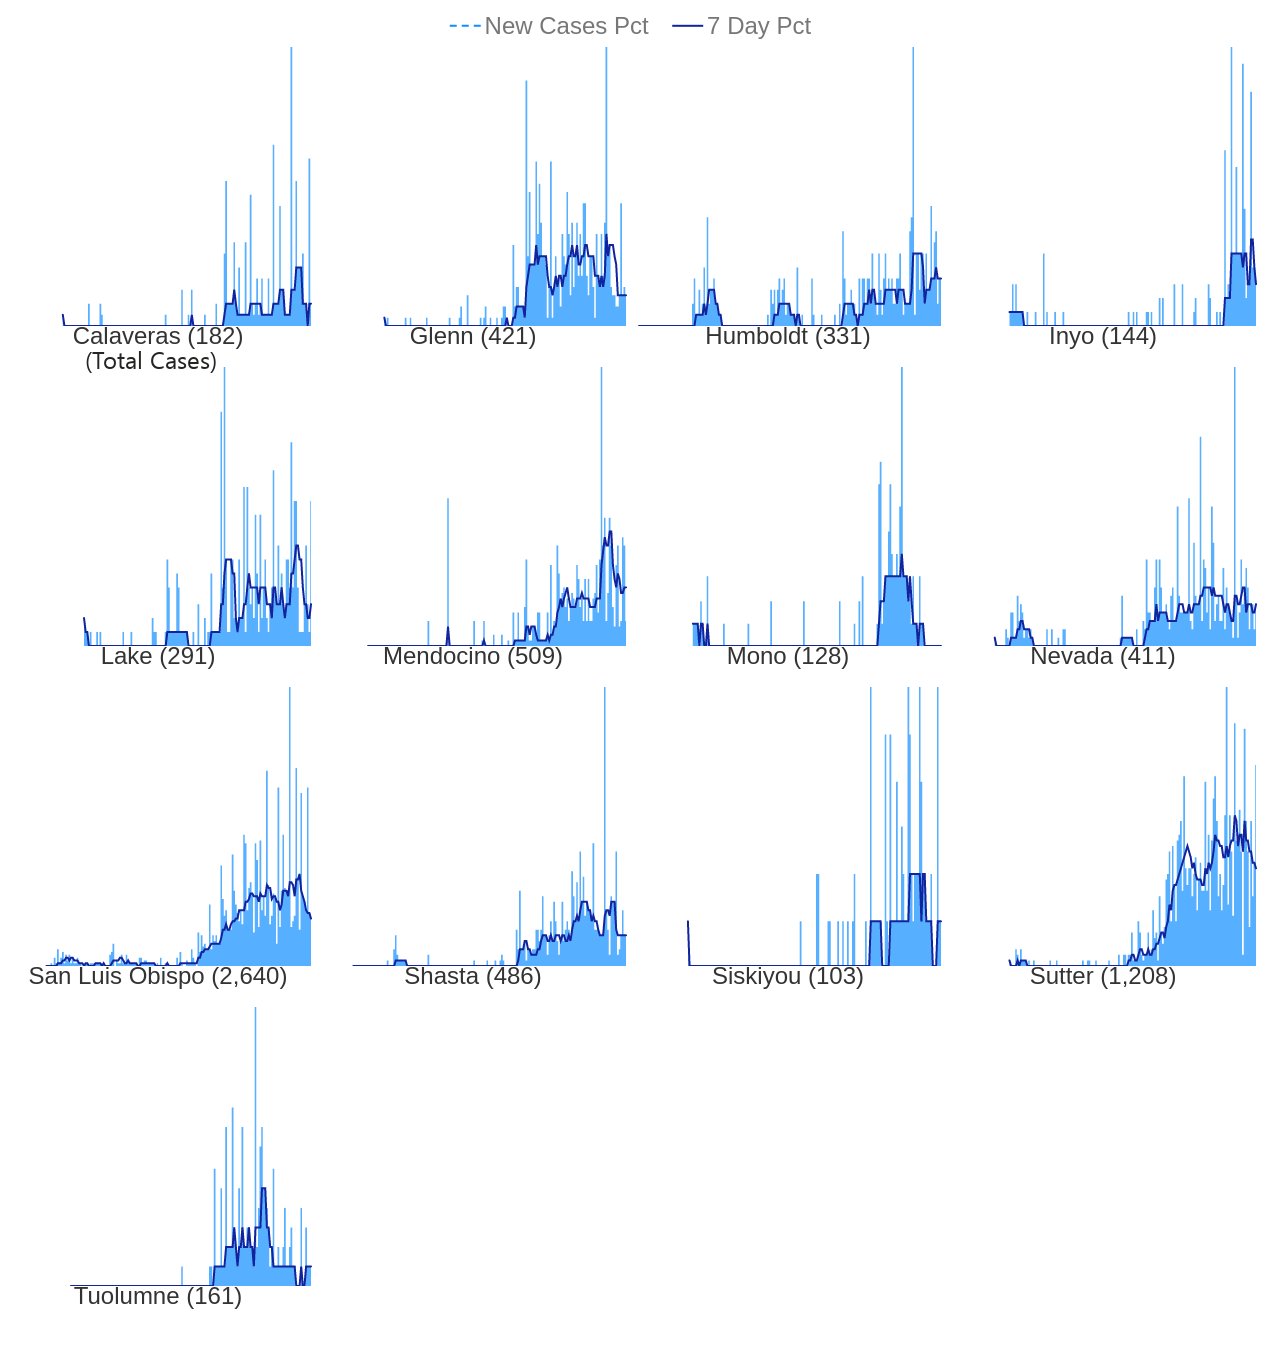 New Cases Pct 7 Day Pct
Calaveras (182) Glenn (421) Humboldt (331) Inyo (144)
(Total Cases)
Lake (291) Mendocino (509) Mono (128) Nevada (411)
San Luis Obispo (2,640) Shasta (486) Siskiyou (103) Sutter (1,208)
Tuolumne (161)